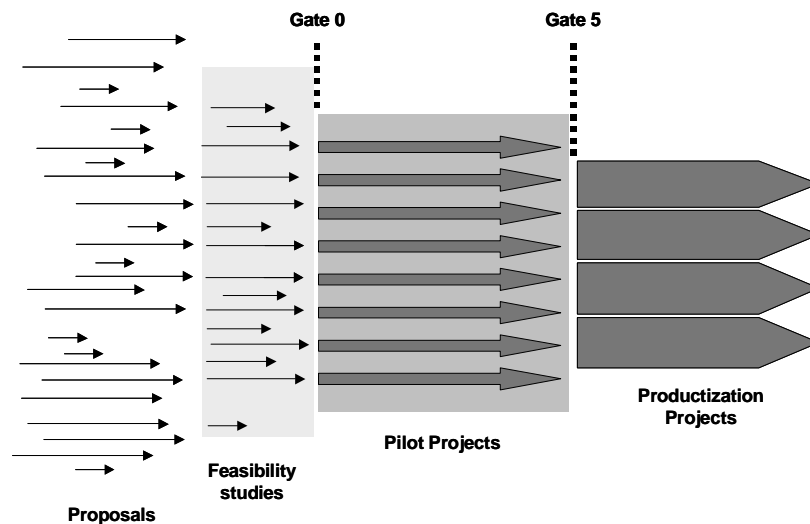 Gate 0
Gate 5
Productization
Projects
Pilot Projects
Feasibility
studies
Proposals